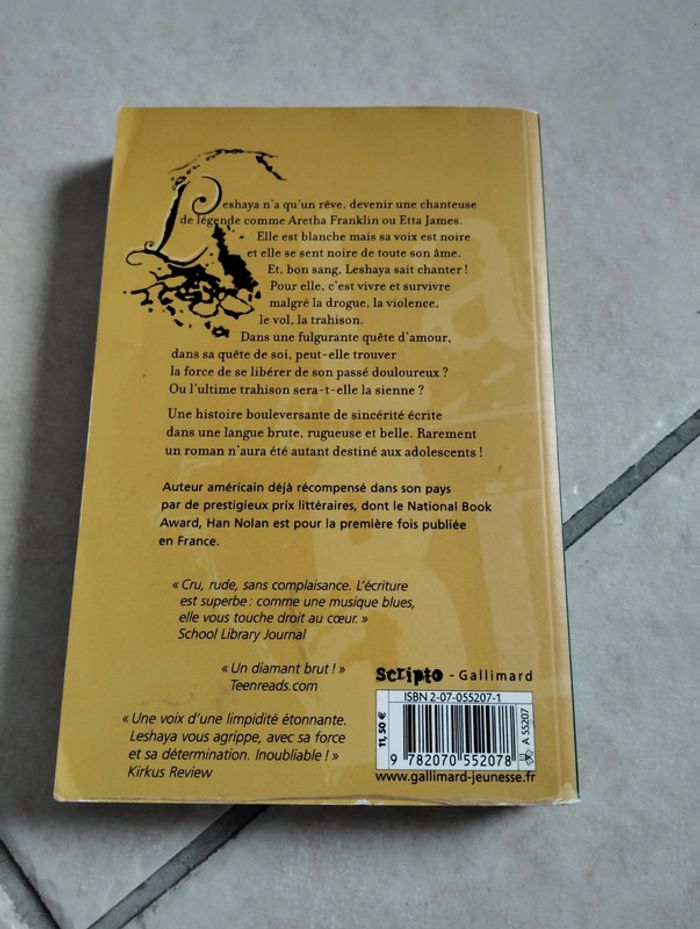 Leshaya n'a qu'un rêve, devenir une chanteuse
de légende comme Aretha Franklin ou Etta James.
Elle est blanche mais sa voix est noire
et elle se sent noire de toute son âme.
Et, bon sang, Leshaya sait chanter !
Pour elle, c'est vivre et survivre
malgré la drogue, la violence,
le vol, la trahison.
Dans une fulgurante quête d'amour,
dans sa quête de soi, peut-elle trouver
la force de se libérer de son passé douloureux ?
Ou l'ultime trahison sera-t-elle la sienne ?
Une histoire bouleversante de sincérité écrite
dans une langue brute, rugueuse et belle. Rarement
un roman n'aura été autant destiné aux adolescents !
Auteur américain déjà récompensé dans son pays
par de prestigieux prix littéraires, dont le National Book
Award, Han Nolan est pour la première fois publiée
en France.
« Cru, rude, sans complaisance. L'écriture
est superbe : comme une musique blues,
elle vous touche droit au cœur. »
School Library Journal
« Un diamant brut ! »
Teenreads.com
« Une voix d'une limpidité étonnante.
Leshaya vous agrippe, avec sa force
et sa détermination. Inoubliable ! »
Kirkus Review
scripto - Gallimard
ISBN 2-07-055207-1
11,50 €
9 782070 552078
A 55207
www.gallimard-jeunesse.fr